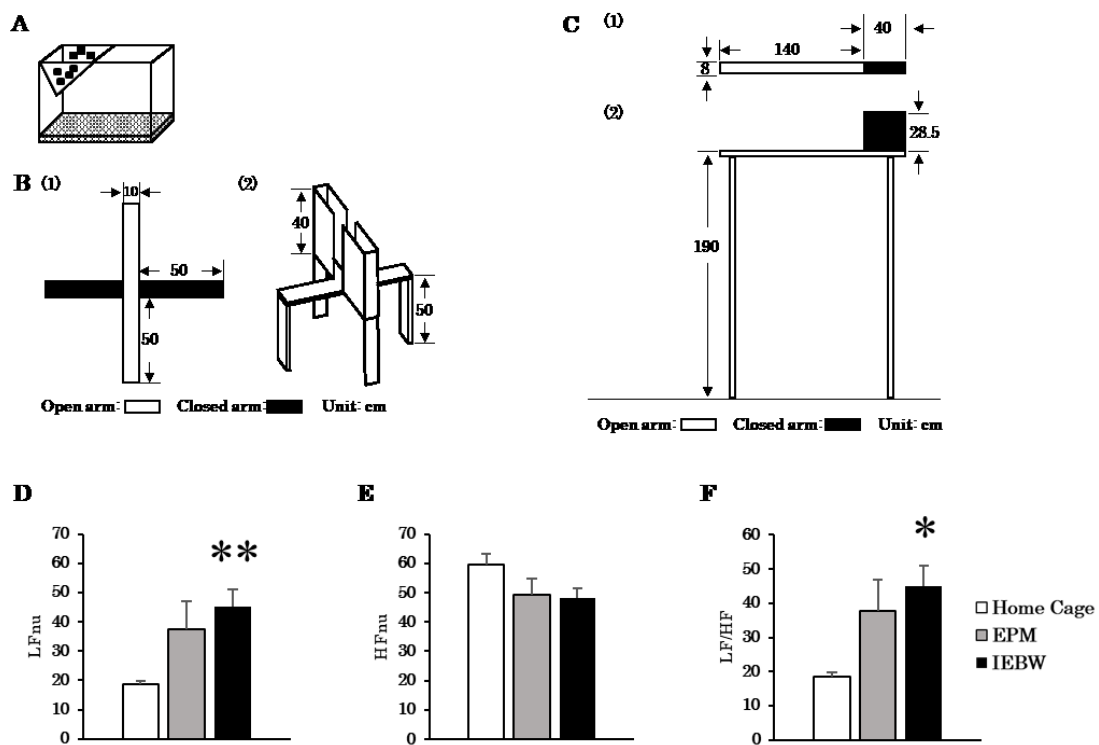 A
B (1)
10
50
50
(2)
40
50
Open arm: Closed arm: Unit: cm
C (1)
40
140
8
(2)
28.5
190
Open arm: Closed arm: Unit: cm
D
70
60
50
40
30
20
10
0
LFnu
**
E
70
60
50
40
30
20
10
0
HFnu
F
60
50
40
30
20
10
0
LF/HF
*
Home Cage
EPM
IEBW